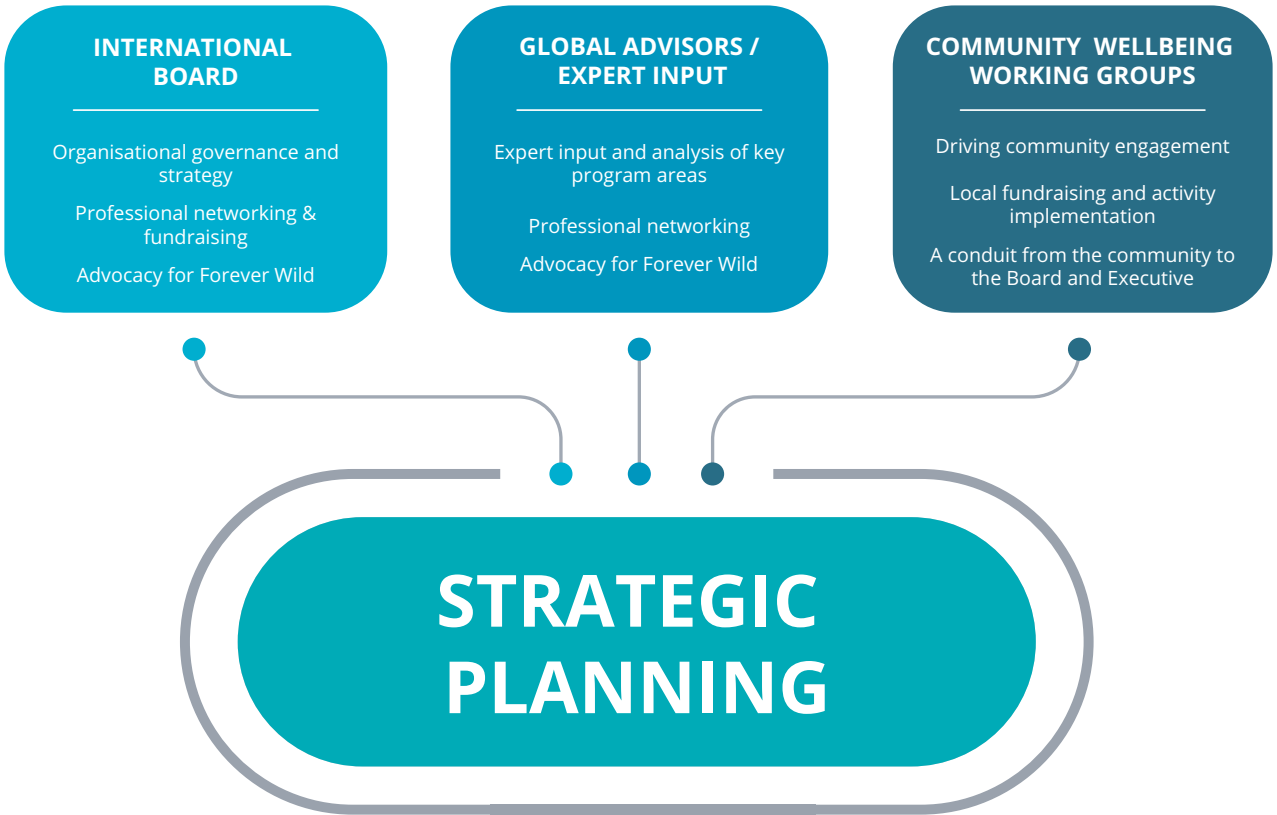 INTERNATIONAL
BOARD
Organisational governance and
strategy
Professional networking &
fundraising
Advocacy for Forever Wild
GLOBAL ADVISORS /
EXPERT INPUT
Expert input and analysis of key
program areas
Professional networking
Advocacy for Forever Wild
COMMUNITY WELLBEING
WORKING GROUPS
Driving community engagement
Local fundraising and activity
implementation
A conduit from the community to
the Board and Executive
STRATEGIC
PLANNING